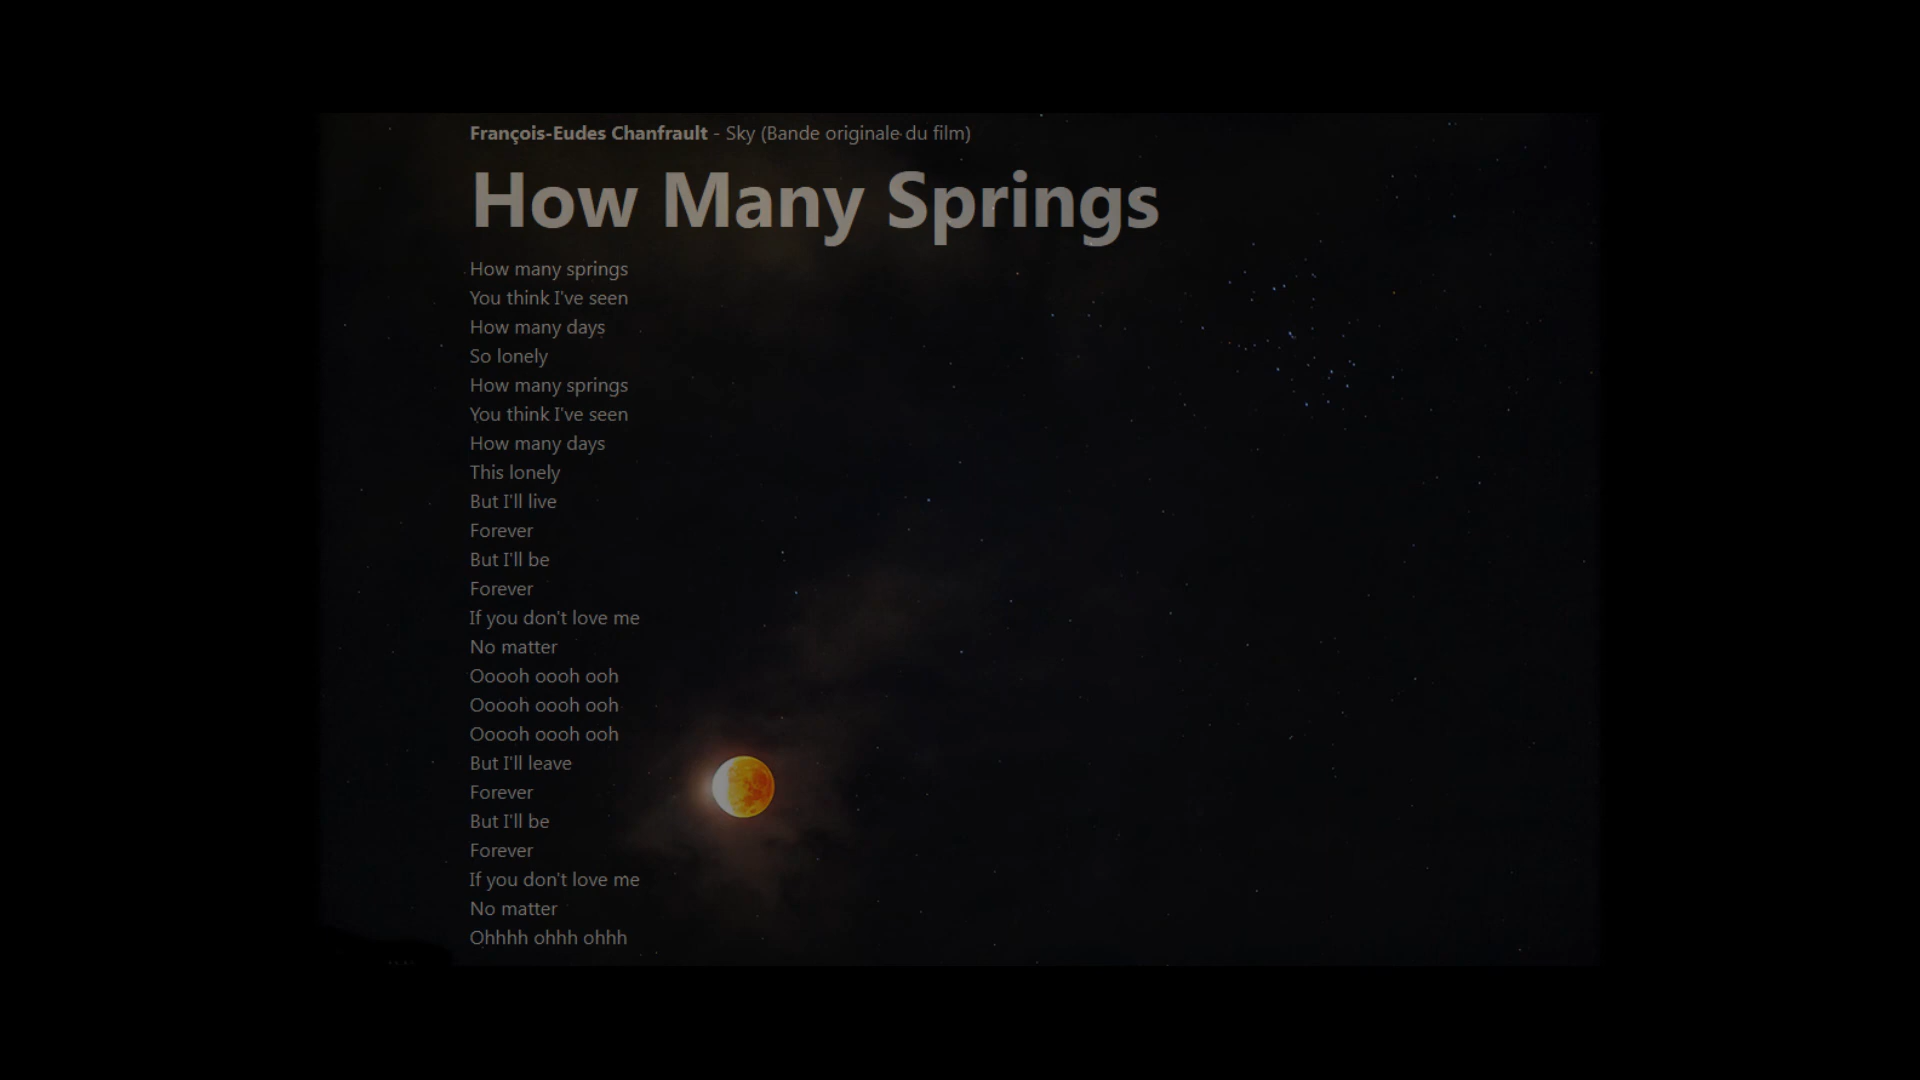 François-Eudes Chanfrault - Sky (Bande originale du film)
How Many Springs
How many springs
You think I've seen
How many days
So lonely
How many springs
You think I've seen
How many days
This lonely
But I'll live
Forever
But I'll be
Forever
If you don't love me
No matter
Ooooh oooh ooh
Ooooh oooh ooh
Ooooh oooh ooh
But I'll leave
Forever
But I'll be
Forever
If you don't love me
No matter
Ohhhh ohhh ohhh